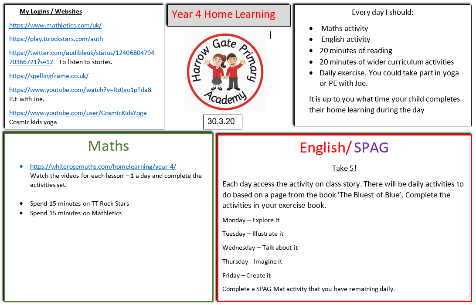 My Logins / Websites
https://www.mathletics.com/uk/
https://play.ttrockstars.com/auth
https://twitter.com/audibleuk/status/12406804794
70366721?s=12 To listen to stories.
https://spellingframe.co.uk/
https://www.youtube.com/watch?v=Rz0go1pTda8
P.E with Joe.
https://www.youtube.com/user/CosmicKidsYoga
Cosmic kids yoga
Year 4 Home Learning
Harrow Gate Primary
Academy
30.3.20
Every day I should:
• Maths activity
• English activity
• 20 minutes of reading
• 20 minutes of wider curriculum activities
• Daily exercise. You could take part in yoga
or PE with Joe.
It is up to you what time your child completes
their home learning during the day
Maths
• https://whiterosemaths.com/homelearning/year-4/
Watch the videos for each lesson – 1 a day and complete the
activities set.
• Spend 15 minutes on TT Rock Stars
• Spend 15 minutes on Mathletics
English/SPAG
Take 5!
Each day access the activity on class story. There will be daily activities to
do based on a page from the book 'The Bluest of Blue'. Complete the
activities in your exercise book.
Monday – Explore it
Tuesday – Illustrate it
Wednesday – Talk about it
Thursday - Imagine it
Friday – Create it
Complete a SPAG Mat activity that you have remaining daily.